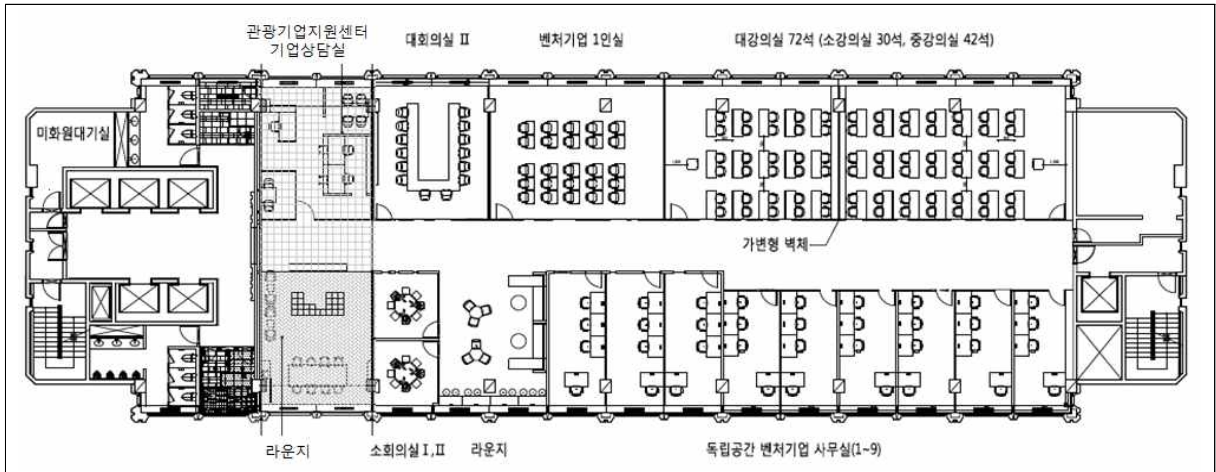 관광기업지원센터
기업상담실
대회의실 Ⅱ
벤처기업 1인실
대강의실 72석 (소강의실 30석, 중강의실 42석)
미화원대기실
가변형 벽체
라운지
소회의실 Ⅰ,Ⅱ
라운지
독립공간 벤처기업 사무실(1~9)